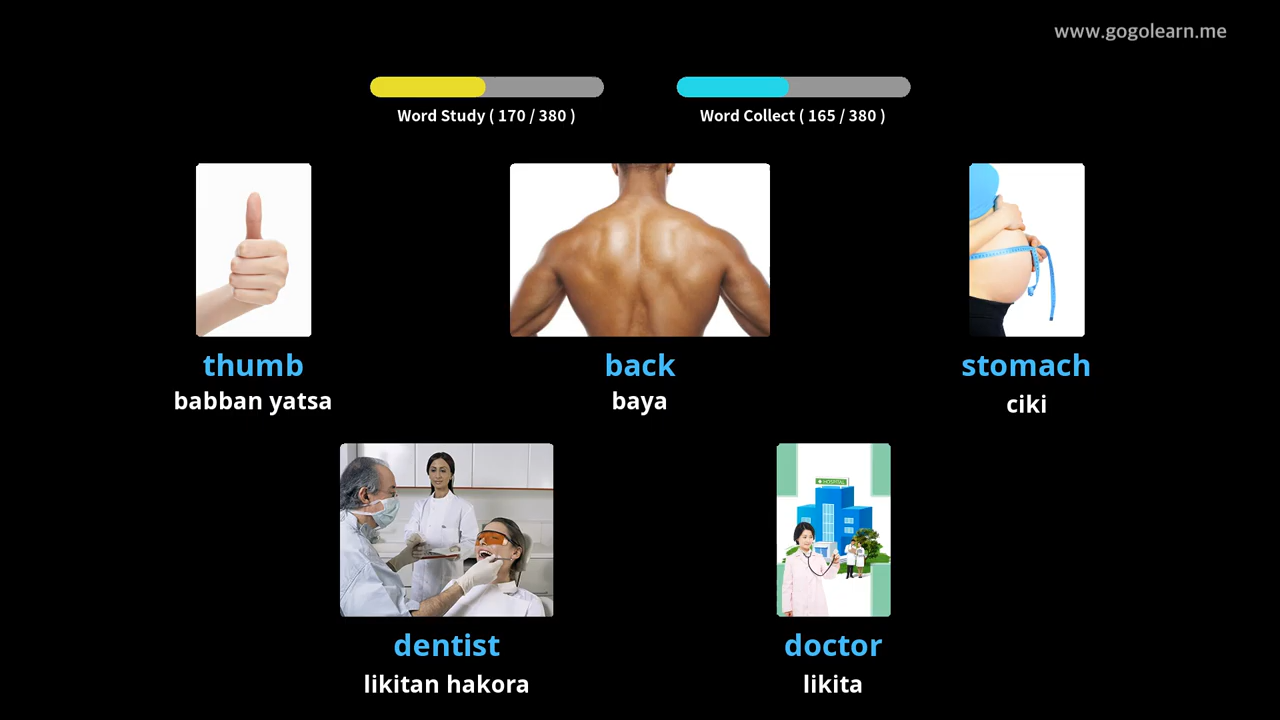 www.gogolearn.me
Word Study ( 170 / 380 )
Word Collect ( 165 / 380 )
thumb
babban yatsa
back
baya
stomach
ciki
HOSPITAL
dentist
likitan hakora
doctor
likita